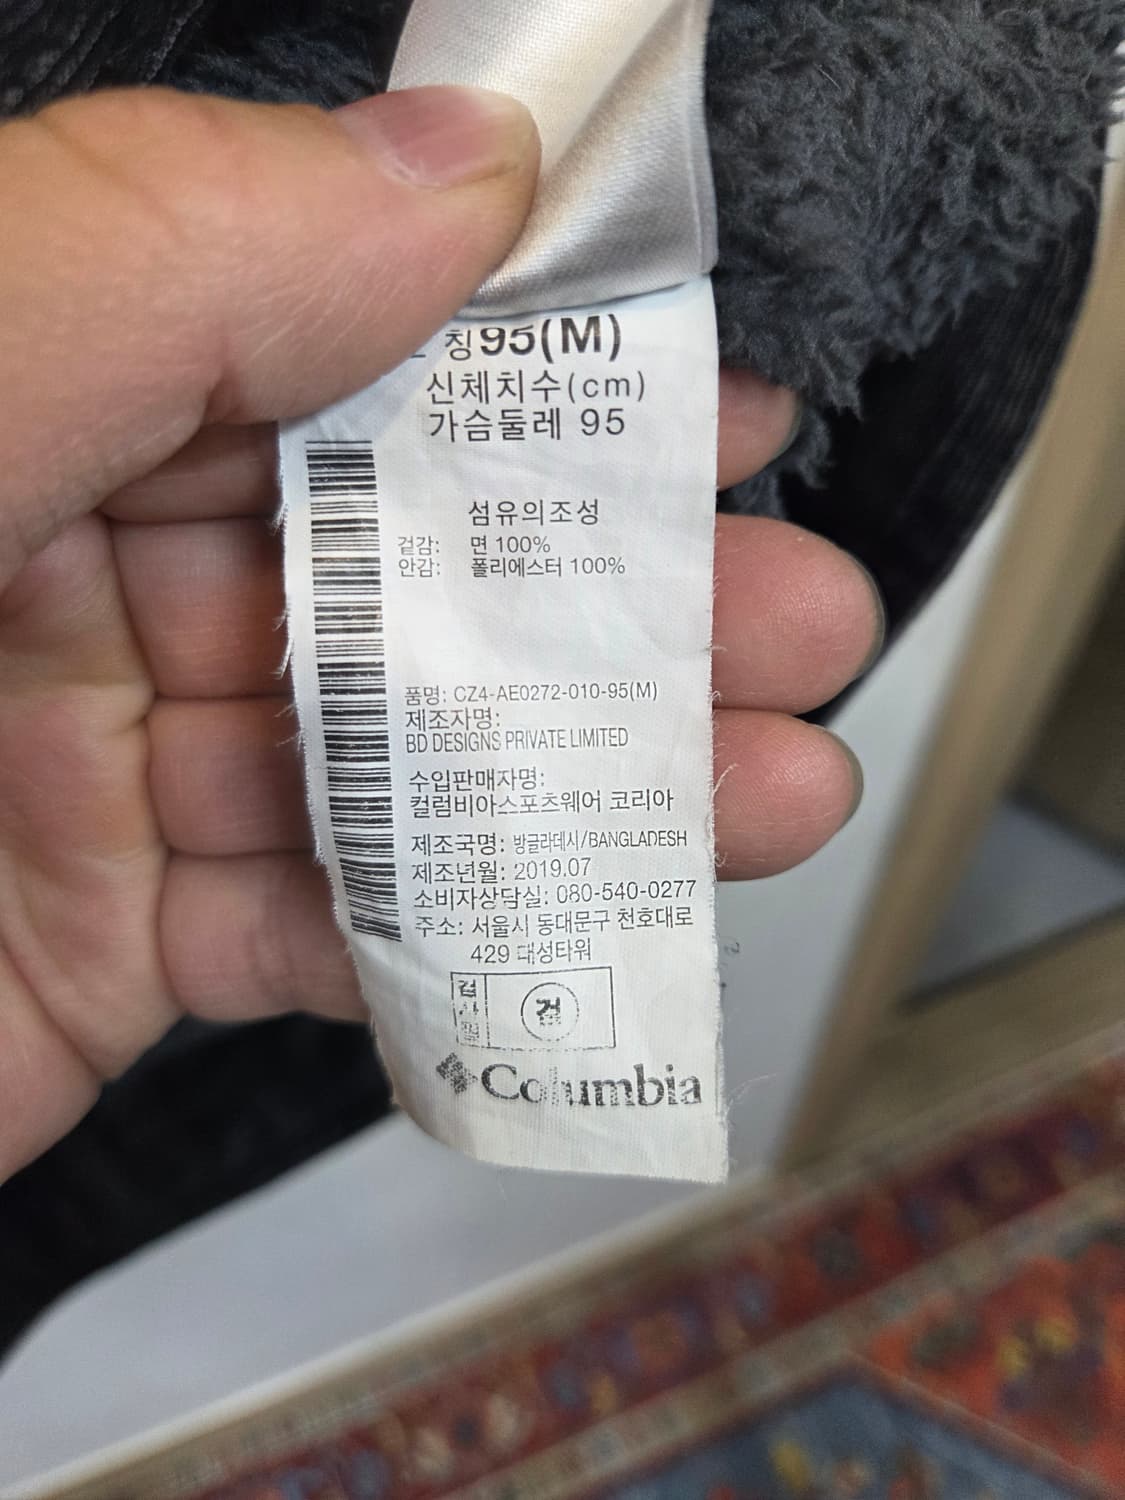 칭95(M)
신체치수(cm)
가슴둘레 95
섬유의조성
겉감: 면 100%
안감: 폴리에스터 100%
품명: CZ4-AE0272-010-95(M)
제조자명:
BD DESIGNS PRIVATE LIMITED
수입판매자명:
컬럼비아스포츠웨어 코리아
제조국명: 방글라데시/BANGLADESH
제조년월: 2019.07
소비자상담실: 080-540-0277
주소: 서울시 동대문구 천호대로
429 대성타워
검
Columbia